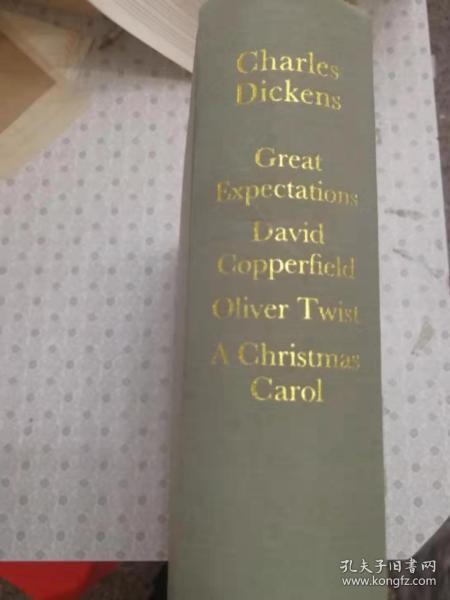 Charles
Dickens
Great
Expectations
David
Copperfield
Oliver Twist
A Christmas
Carol
孔夫子旧书网
www.kongfz.com